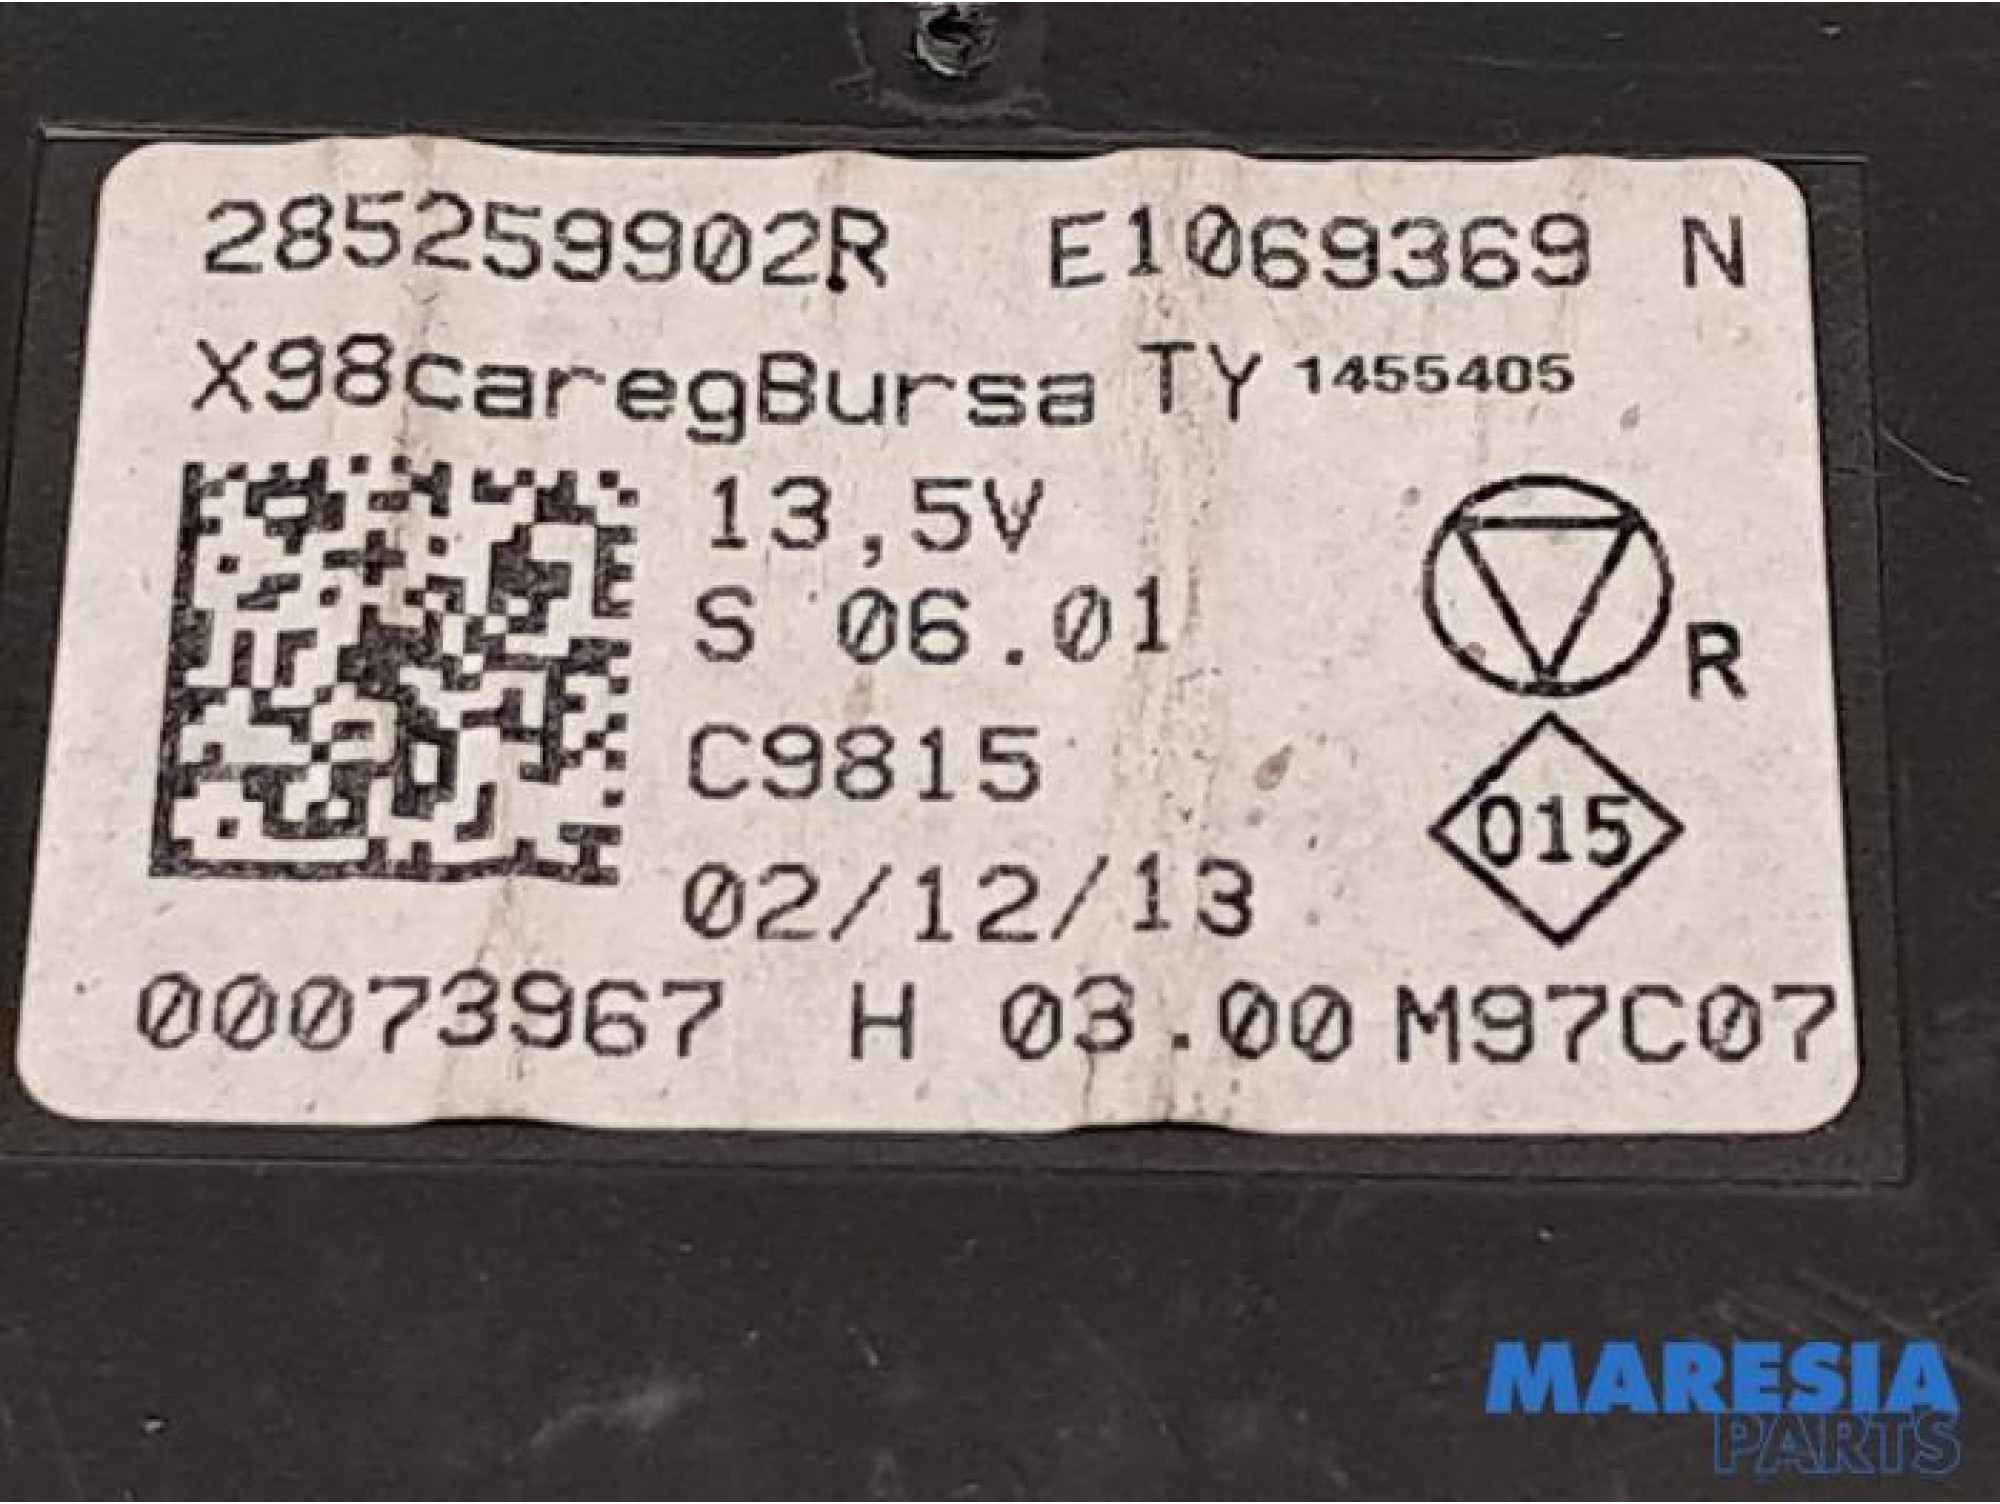 285259902R E1069369 N
X98CaregBursa TY 1455405
13,5V
S 06.01
R
C9815
015
02/12/13
00073967 H 03.00 M97C07
MARESIA
PARTS